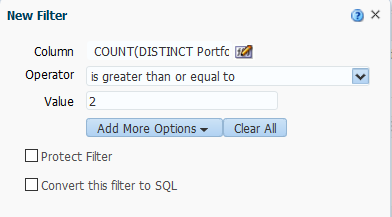 New Filter
Column COUNT(DISTINCT Portfo
Operator is greater than or equal to
Value 2
Add More Options Clear All
Protect Filter
Convert this filter to SQL